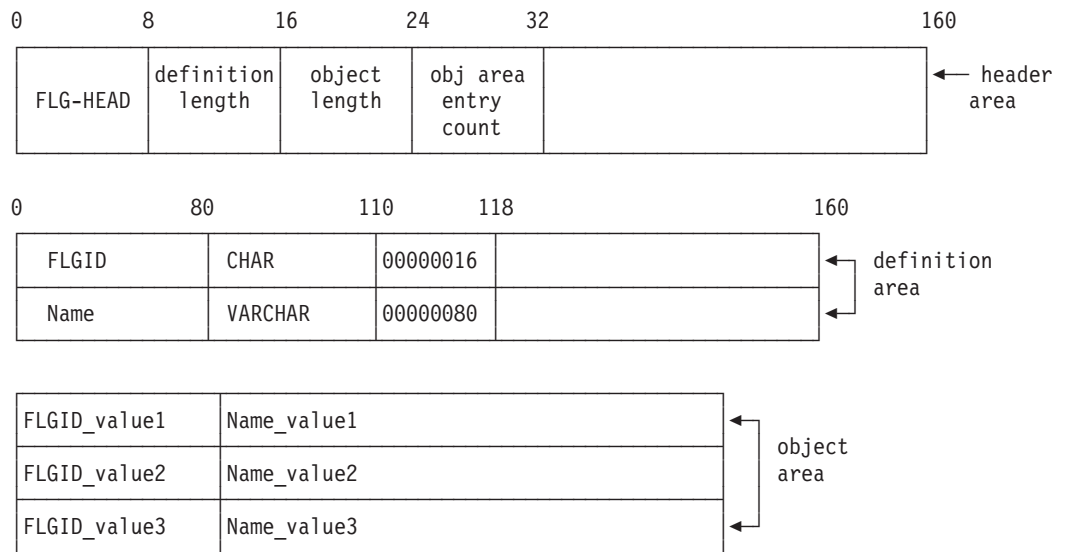 0 8 16 24 32 160
FLG-HEAD definition length object length obj area entry count header area
0 80 110 118 160
FLGID CHAR 00000016 definition area
Name VARCHAR 00000080
FLGID_value1 Name_value1
FLGID_value2 Name_value2 object area
FLGID_value3 Name_value3